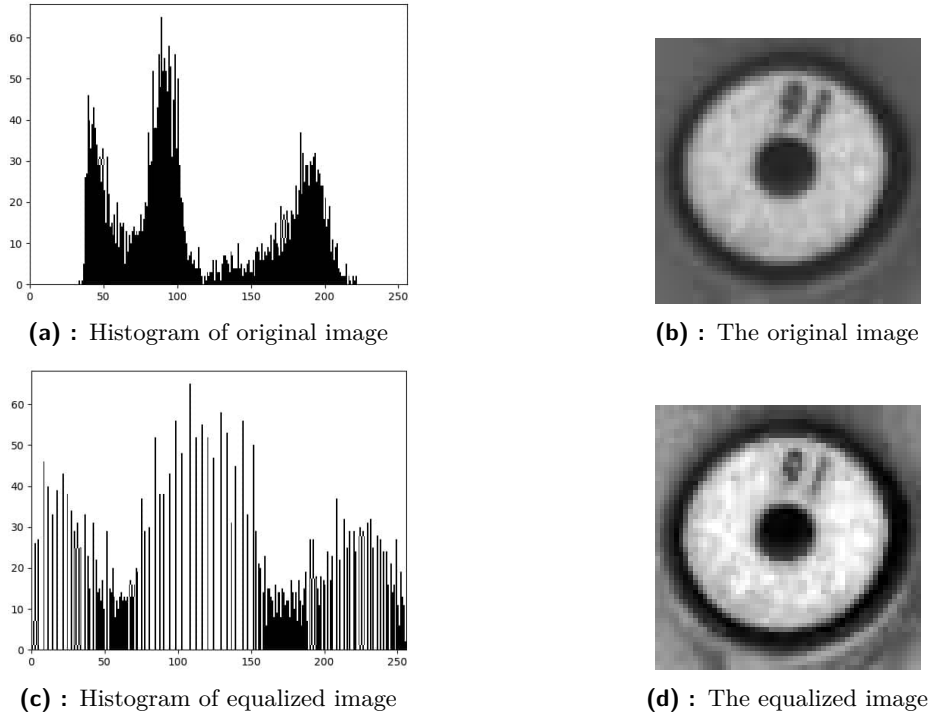 60
50
40
30
20
10
0
0 50 100 150 200 250
(a) : Histogram of original image
91
(b) : The original image
60
50
40
30
20
10
0
0 50 100 150 200 250
(c) : Histogram of equalized image
91
(d) : The equalized image